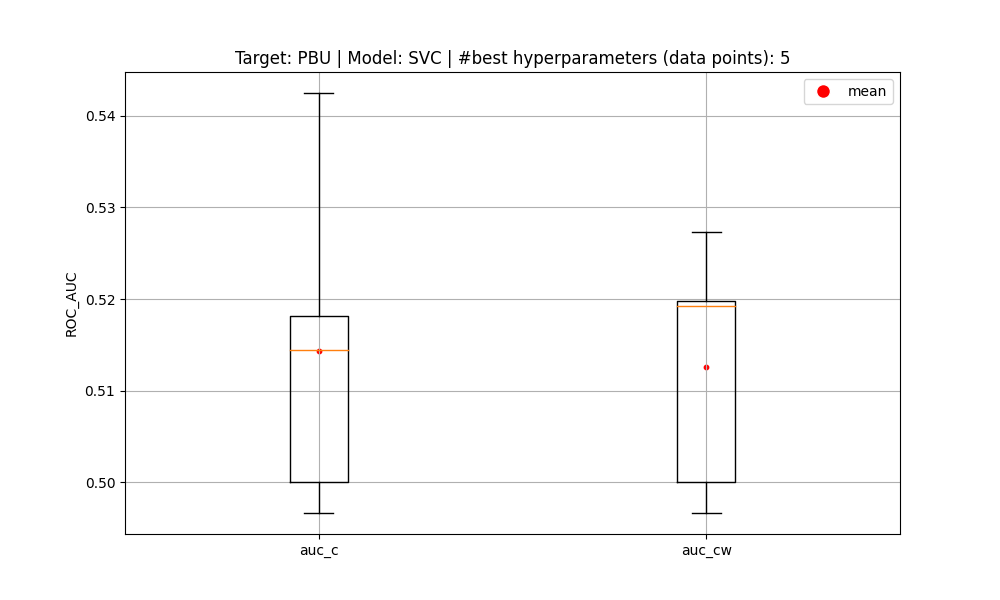 Target: PBU | Model: SVC | #best hyperparameters (data points): 5
mean
0.54
0.53
0.52
0.51
0.50
ROC_AUC
auc_c
auc_cw